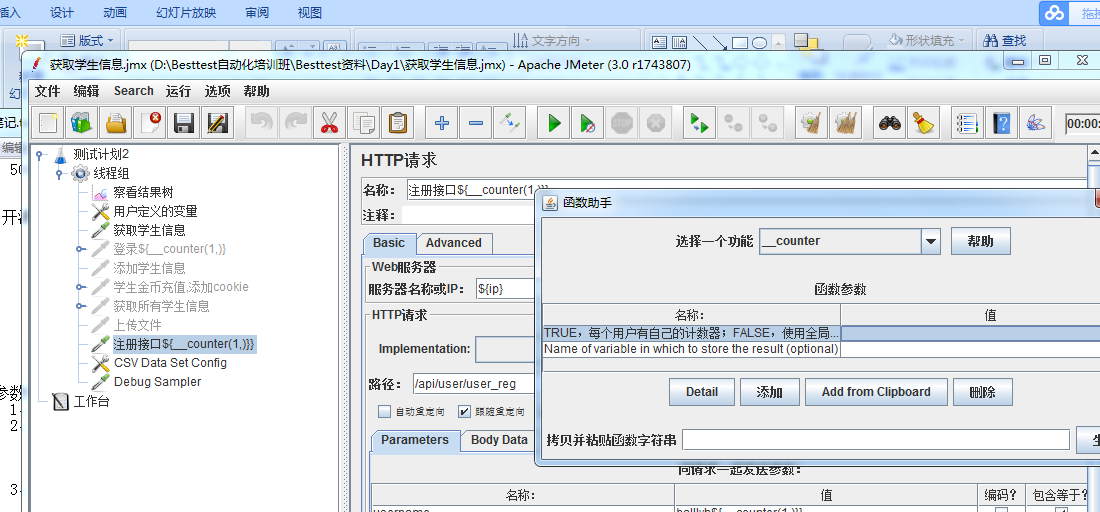 插入 设计 动画 幻灯片放映 审阅 视图
拖拽
版式
文字方向
形状填充
查找
获取学生信息.jmx (D:\Besttest自动化培训班\Besttest资料\Day1\获取学生信息.jmx) - Apache JMeter (3.0 r1743807)
文件 编辑 Search 运行 选项 帮助
00:00:
笔记.
编辑
50
开
参数
1.
2.
3.
测试计划2
线程组
察看结果树
用户定义的变量
获取学生信息
登录${__counter(1,)}
添加学生信息
学生金币充值,添加cookie
获取所有学生信息
上传文件
注册接口${__counter(1,)}}
CSV Data Set Config
Debug Sampler
工作台
HTTP请求
名称： 注册接口${__counter(1,)}}
注释：
Basic Advanced
Web服务器
服务器名称或IP： ${ip}
HTTP请求
Implementation:
路径： /api/user/user_reg
自动重定向 跟随重定向
Parameters Body Data
同请求一起发送参数：
名称： 值 编码？ 包含等于？
username
函数助手
选择一个功能 __counter 帮助
函数参数
名称： 值
TRUE，每个用户有自己的计数器；FALSE，使用全局...
Name of variable in which to store the result (optional)
Detail 添加 Add from Clipboard 删除
拷贝并粘贴函数字符串